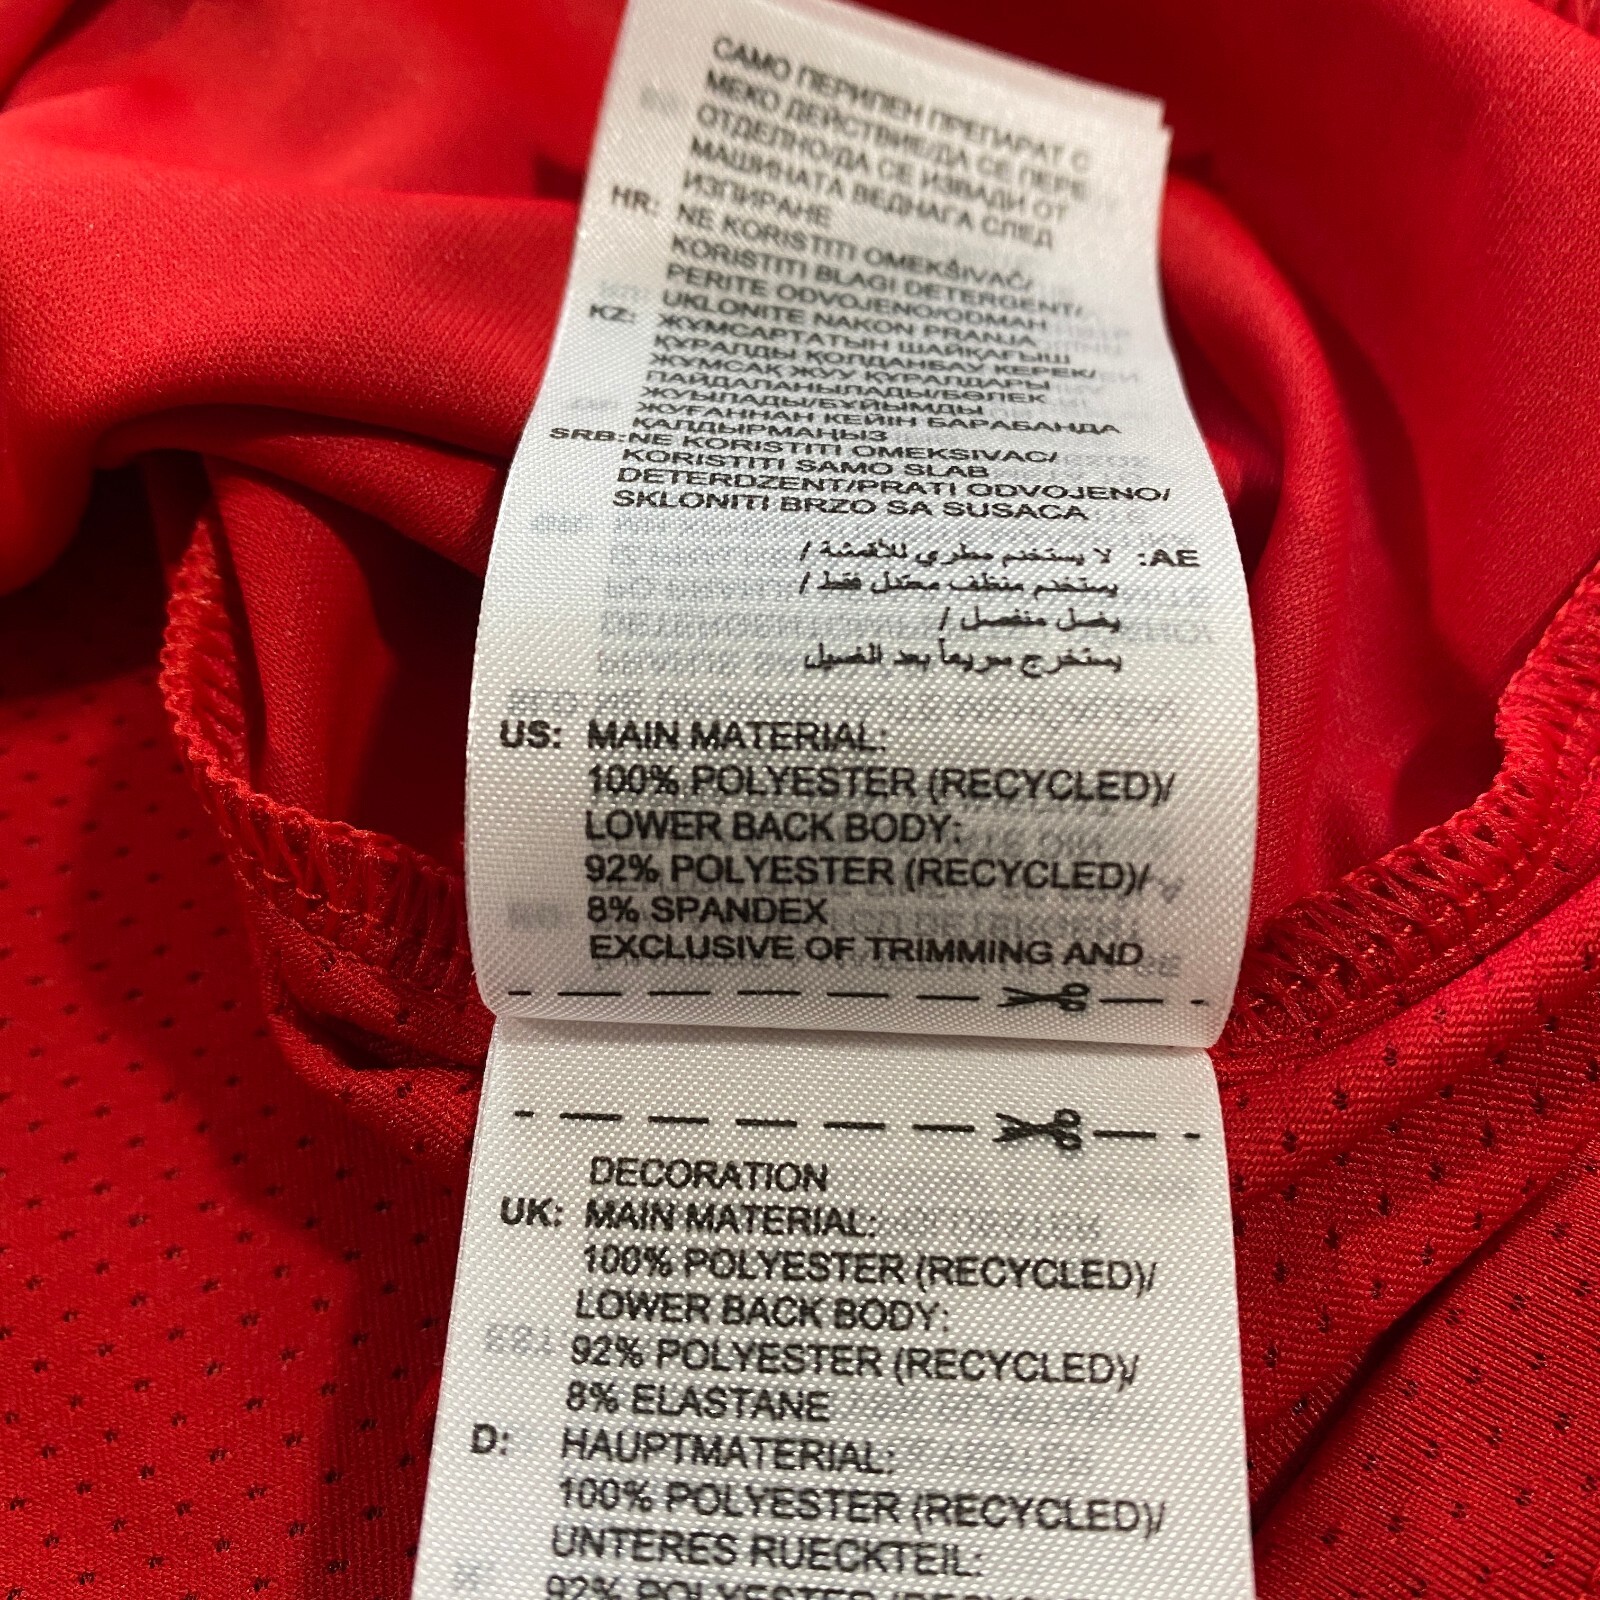 САМО ПЕРИЛЕН ПРЕПАРАТ С
МЕКО ДЕЙСТВИЕ/ДА СЕ ПЕРЕ
ОТДЕЛНО/ДА СЕ ИЗВАДИ ОТ
МАШИНАТА ВЕДНАГА СЛЕД
ИЗПИРАНЕ
HR: NE KORISTITI OMEKŠIVAČ/
KORISTITI BLAGI DETERGENT/
PERITE ODVOJENO/ODMAH
UKLONITE NAKON PRANJA
KZ: ЖҰМСАРТАТЫН ШАЙҚАҒЫШ
ҚҰРАЛДЫ ҚОЛДАНБАУ КЕРЕК/
ЖҰМСАҚ ЖУУ ҚҰРАЛДАРЫ
ПАЙДАЛАНЫЛАДЫ/БӨЛЕК
ЖУЫЛАДЫ/БҰЙЫМДЫ
ЖУҒАННАН КЕЙІН БАРАБАНДА
ҚАЛДЫРМАҢЫЗ
SRB: NE KORISTITI OMEKSIVAC/
KORISTITI SAMO SLAB
DETERDZENT/PRATI ODVOJENO/
SKLONITI BRZO SA SUSACA
AE: لا يستخدم مطري للأقمشة /
يستخدم منظف معتدل فقط /
يغسل منفصل /
يستخرج سريعاً بعد الغسيل
US: MAIN MATERIAL:
100% POLYESTER (RECYCLED)/
LOWER BACK BODY:
92% POLYESTER (RECYCLED)/
8% SPANDEX
EXCLUSIVE OF TRIMMING AND
DECORATION
UK: MAIN MATERIAL:
100% POLYESTER (RECYCLED)/
LOWER BACK BODY:
92% POLYESTER (RECYCLED)/
8% ELASTANE
D: HAUPTMATERIAL:
100% POLYESTER (RECYCLED)/
UNTERES RUECKTEIL:
92% POLYESTER (RECYCLED)/